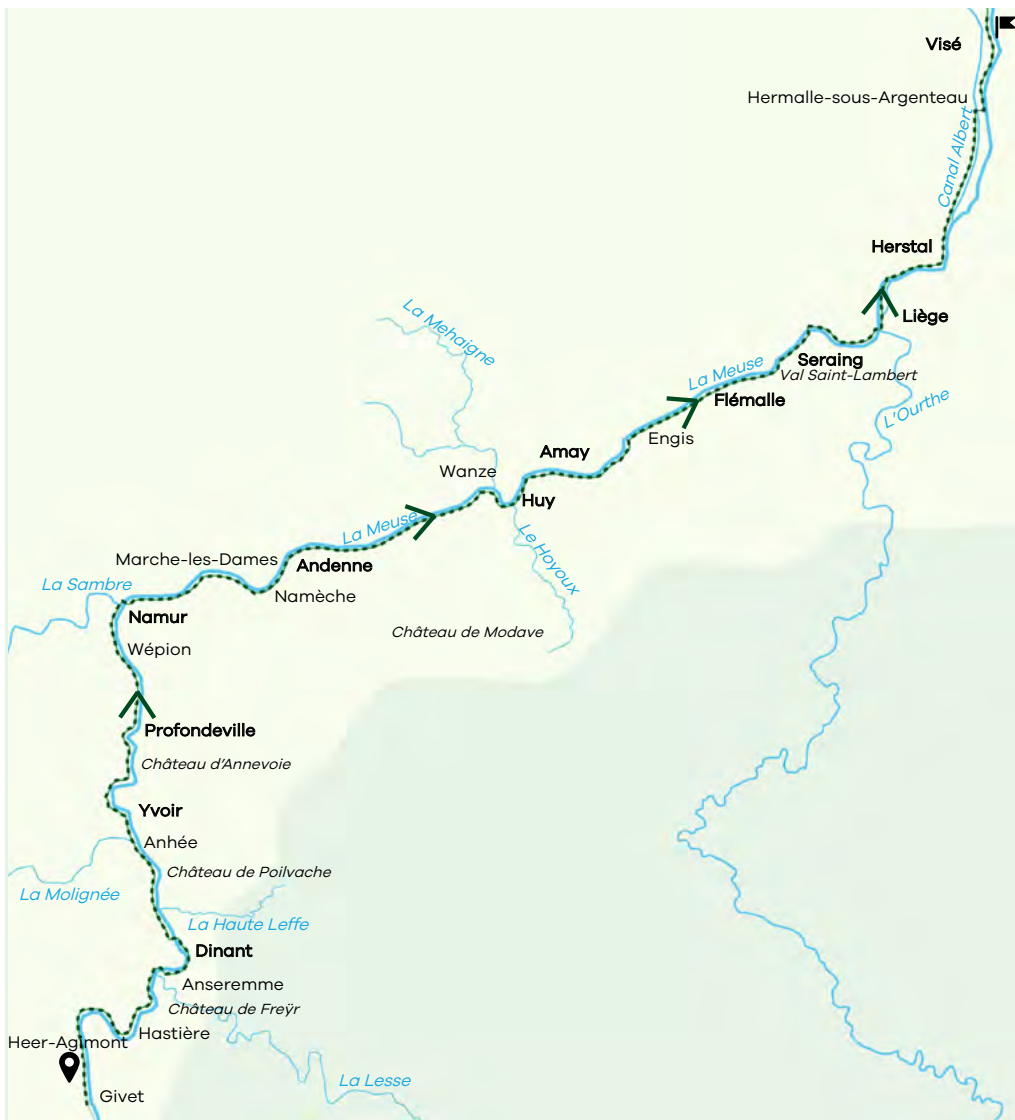 Visé
Hermalle-sous-Argenteau
Canal Albert
Herstal
La Mehaigne
Liège
La Meuse
Seraing
Val Saint-Lambert
Flémalle
L'Ourthe
Engis
Amay
Wanze
Huy
La Meuse
Le Hoyoux
Marche-les-Dames
Andenne
La Sambre
Namèche
Namur
Château de Modave
Wépion
Profondeville
Château d'Annevoie
Yvoir
Anhée
Château de Poilvache
La Molignée
La Haute Leffe
Dinant
Anseremme
Château de Freÿr
Hastière
Heer-Agimont
La Lesse
Givet